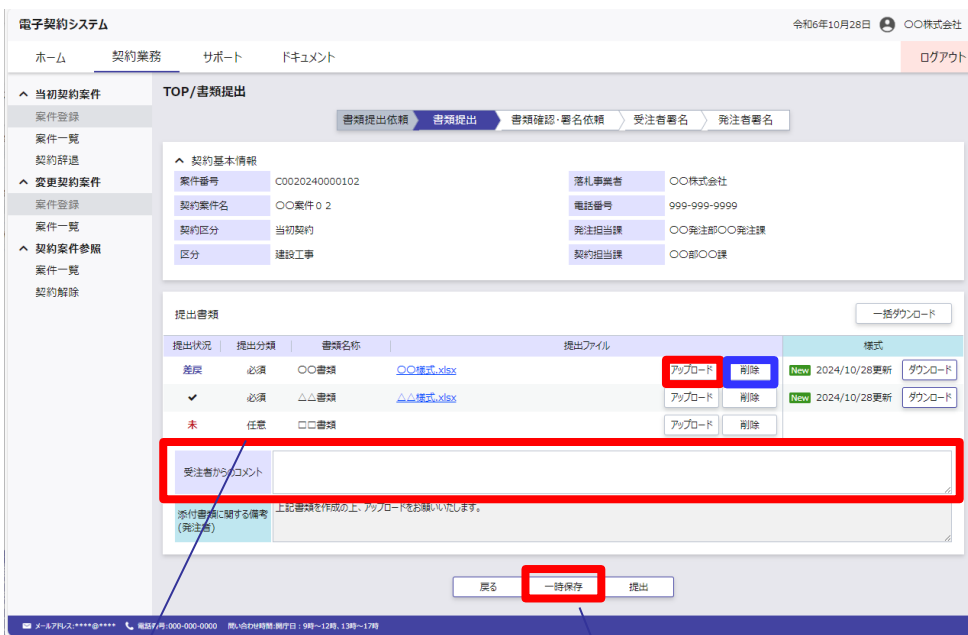 電子契約システム
令和6年10月28日 〇〇株式会社
ホーム 契約業務 サポート ドキュメント ログアウト
当初契約案件
案件登録
案件一覧
契約辞退
変更契約案件
案件登録
案件一覧
契約案件参照
案件一覧
契約解除
TOP/書類提出
書類提出依頼 書類提出 書類確認・署名依頼 受注者署名 発注者署名
契約基本情報
案件番号 C0020240000102 落札事業者 〇〇株式会社
契約案件名 〇〇案件02 電話番号 999-999-9999
契約区分 当初契約 発注担当課 〇〇発注部〇〇発注課
区分 建設工事 契約担当課 〇〇部〇〇課
提出書類 一括ダウンロード
提出状況 提出分類 書類名称 提出ファイル 様式
差戻 必須 〇〇書類 〇〇様式.xlsx アップロード 削除 New 2024/10/28更新 ダウンロード
✔ 必須 △△書類 △△様式.xlsx アップロード 削除 New 2024/10/28更新 ダウンロード
未 任意 □□書類 アップロード 削除
受注者からのコメント
添付書類に関する備考
(発注者)
上記書類を作成の上、アップロードをお願いいたします。
戻る 一時保存 提出
メールアドレス:****@**** 電話番号:000-000-0000 問い合わせ時間:開庁日:9時～12時、13時～17時